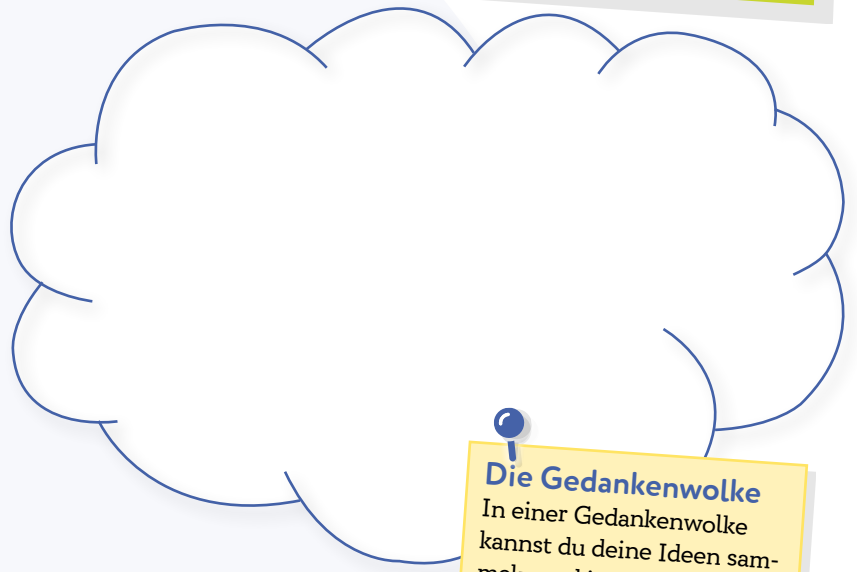 Die Gedankenwolke
In einer Gedankenwolke
kannst du deine Ideen sam-